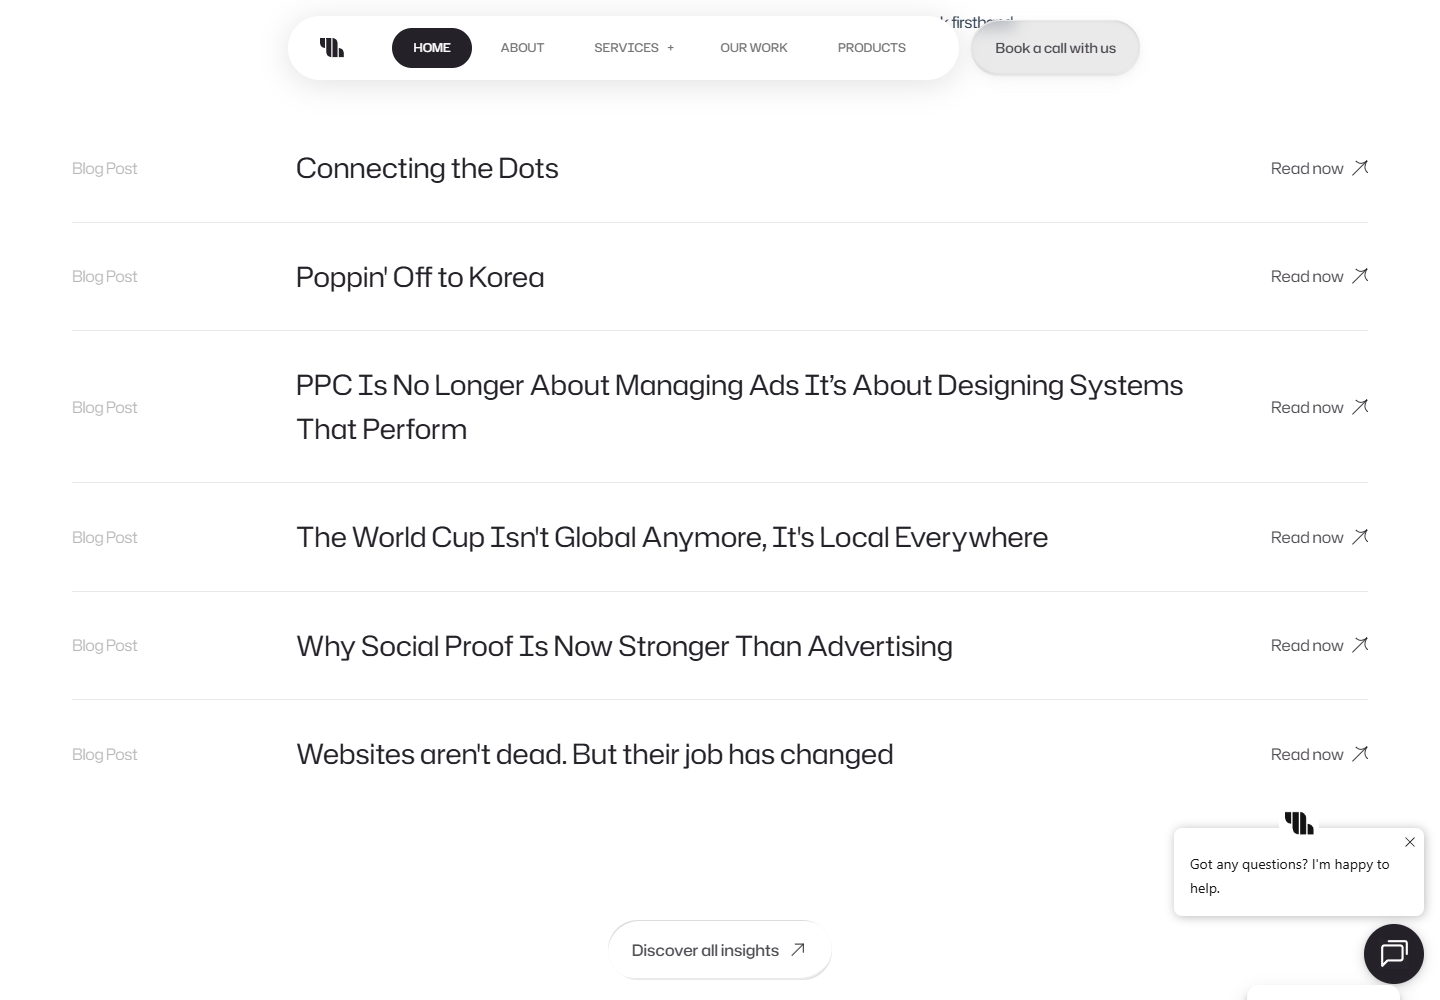 firsthand
HOME ABOUT SERVICES + OUR WORK PRODUCTS Book a call with us
Blog Post Connecting the Dots Read now
Blog Post Poppin' Off to Korea Read now
PPC Is No Longer About Managing Ads It’s About Designing Systems
Blog Post Read now
That Perform
Blog Post The World Cup Isn't Global Anymore, It's Local Everywhere Read now
Blog Post Why Social Proof Is Now Stronger Than Advertising Read now
Blog Post Websites aren't dead. But their job has changed Read now
Got any questions? I'm happy to
help.
Discover all insights